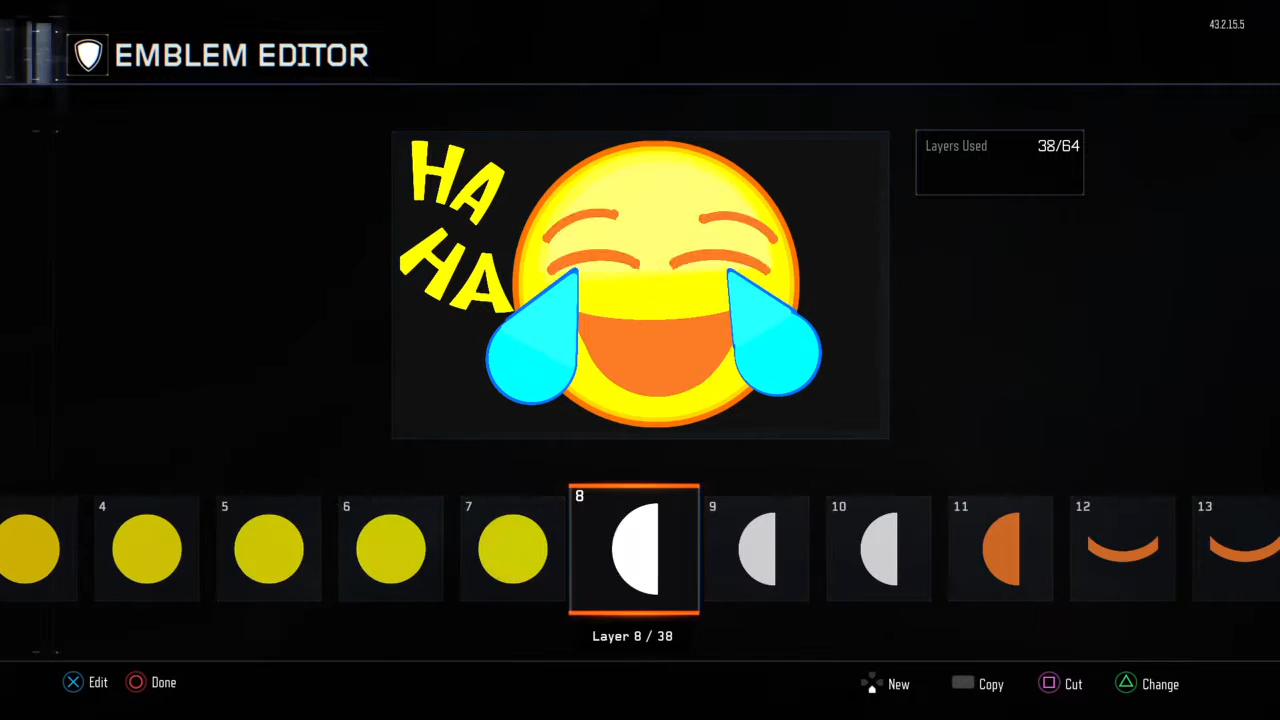 43.2.15.5
EMBLEM EDITOR
Layers Used 38/64
HA
HA
4 5 6 7 8 9 10 11 12 13
Layer 8 / 38
Edit Done New Copy Cut Change